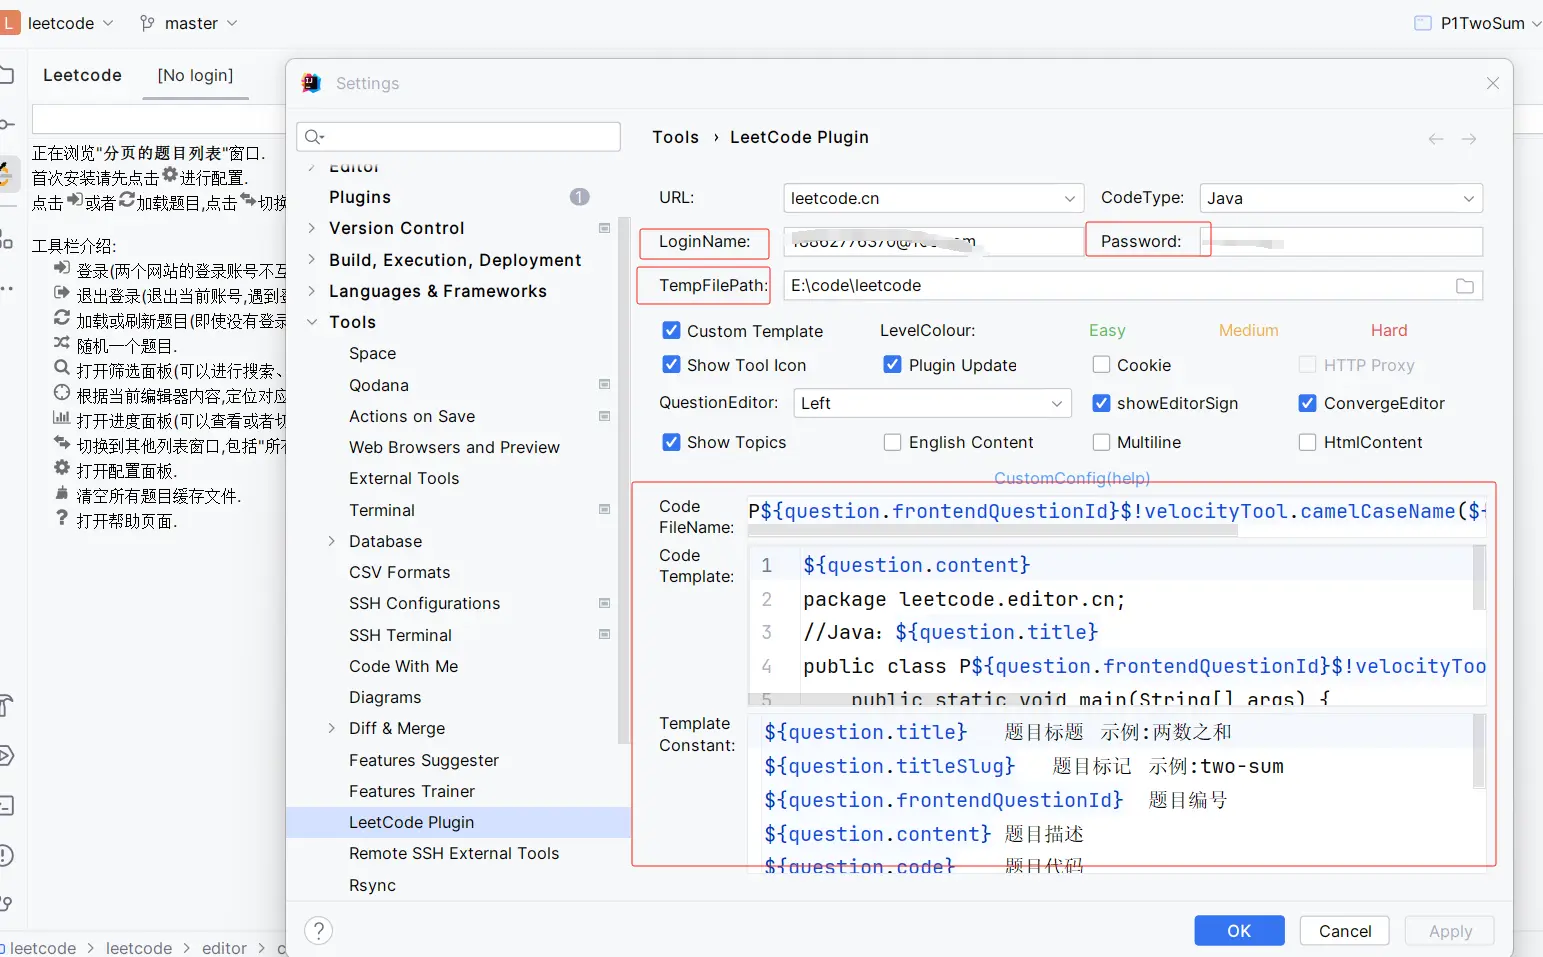 L leetcode master P1TwoSum
Leetcode [No login]
正在浏览"分页的题目列表"窗口.
首次安装请先点击 进行配置.
点击 或者 加载题目,点击 切换
工具栏介绍:
登录(两个网站的登录账号不互
退出登录(退出当前账号,遇到登
加载或刷新题目(即使没有登录
随机一个题目.
打开筛选面板(可以进行搜索、
根据当前编辑器内容,定位对应
打开进度面板(可以查看或者切
切换到其他列表窗口,包括"所有
打开配置面板.
清空所有题目缓存文件.
打开帮助页面.
Settings
Editor
Plugins 1
Version Control
Build, Execution, Deployment
Languages & Frameworks
Tools
Space
Qodana
Actions on Save
Web Browsers and Preview
External Tools
Terminal
Database
CSV Formats
SSH Configurations
SSH Terminal
Code With Me
Diagrams
Diff & Merge
Features Suggester
Features Trainer
LeetCode Plugin
Remote SSH External Tools
Rsync
Tools › LeetCode Plugin
URL: leetcode.cn CodeType: Java
LoginName: Password:
TempFilePath: E:\code\leetcode
Custom Template LevelColour: Easy Medium Hard
Show Tool Icon Plugin Update Cookie HTTP Proxy
QuestionEditor: Left showEditorSign ConvergeEditor
Show Topics English Content Multiline HtmlContent
CustomConfig(help)
Code FileName: P${question.frontendQuestionId}$!velocityTool.camelCaseName(${
Code Template:
1 ${question.content}
2 package leetcode.editor.cn;
3 //Java: ${question.title}
4 public class P${question.frontendQuestionId}$!velocityToo
5 public static void main(String[] args) {
Template Constant:
${question.title} 题目标题 示例:两数之和
${question.titleSlug} 题目标记 示例:two-sum
${question.frontendQuestionId} 题目编号
${question.content} 题目描述
${question.code} 题目代码
? OK Cancel Apply
leetcode > leetcode > editor > c